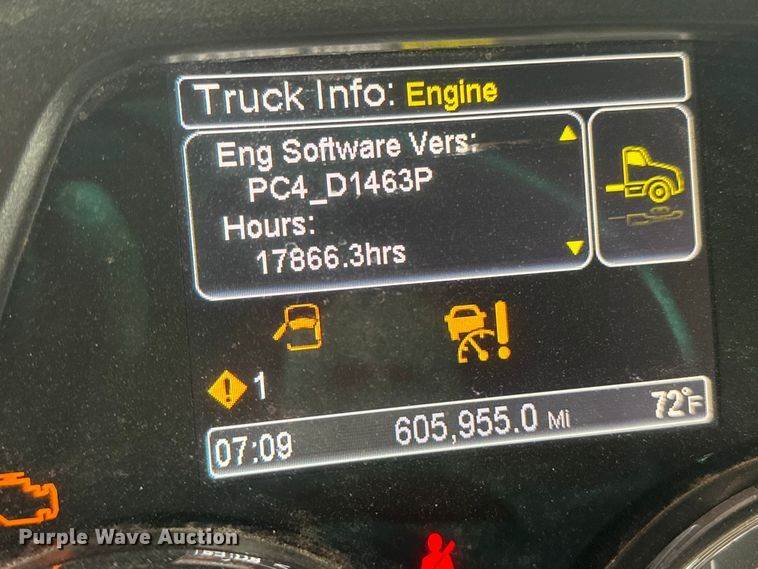 Truck Info: Engine
Eng Software Vers:
PC4_D1463P
Hours:
17866.3hrs
1
07:09 605,955.0 Mi 72°F
Purple Wave Auction